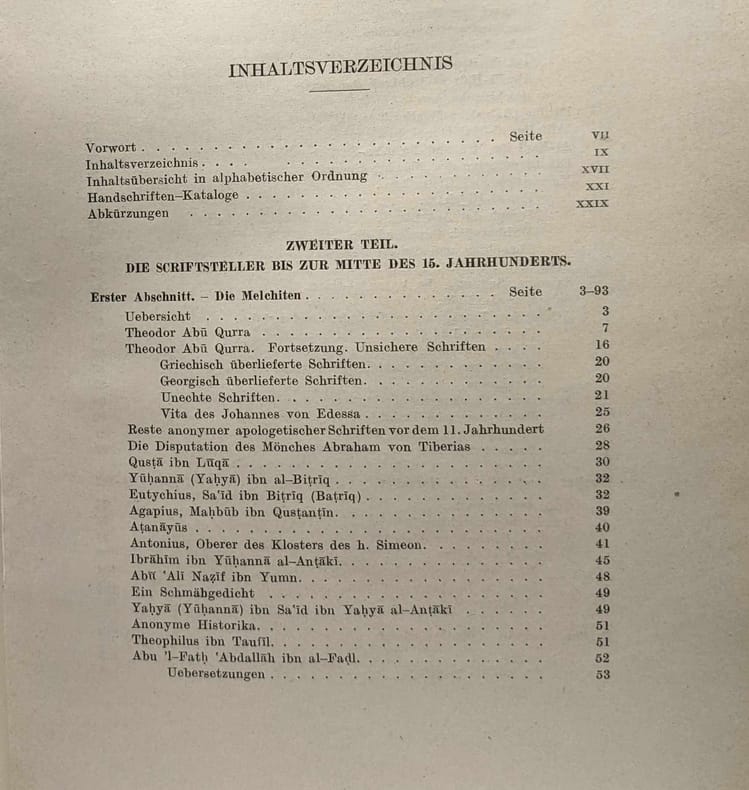 INHALTSVERZEICHNIS
Vorwort . . . . . . . . . . . . . . . . . . . . . . Seite VII
Inhaltsverzeichnis . . . . . . . . . . . . . . . . . . . IX
Inhaltsübersicht in alphabetischer Ordnung . . . . . . . . . . XVII
Handschriften-Kataloge . . . . . . . . . . . . . . . . . XXI
Abkürzungen . . . . . . . . . . . . . . . . . . . . XXIX
ZWEITER TEIL.
DIE SCRIFTSTELLER BIS ZUR MITTE DES 15. JAHRHUNDERTS.
Erster Abschnitt. – Die Melchiten . . . . . . . . . . . . . Seite 3–93
Uebersicht . . . . . . . . . . . . . . . . . . . 3
Theodor Abū Qurra . . . . . . . . . . . . . . . . 7
Theodor Abū Qurra. Fortsetzung. Unsichere Schriften . . . . 16
Griechisch überlieferte Schriften . . . . . . . . . . . 20
Georgisch überlieferte Schriften . . . . . . . . . . . 20
Unechte Schriften . . . . . . . . . . . . . . . . 21
Vita des Johannes von Edessa . . . . . . . . . . . 25
Reste anonymer apologetischer Schriften vor dem 11. Jahrhundert 26
Die Disputation des Mönches Abraham von Tiberias . . . . . 28
Qusṭā ibn Lūqā . . . . . . . . . . . . . . . . . 30
Yūḥannā (Yaḥyā) ibn al-Biṭrīq . . . . . . . . . . . . 32
Eutychius, Sa'īd ibn Biṭrīq (Baṭrīq) . . . . . . . . . . 32
Agapius, Maḥbūb ibn Qusṭanṭīn . . . . . . . . . . . . 39
Aṭanāyūs . . . . . . . . . . . . . . . . . . . . 40
Antonius, Oberer des Klosters des h. Simeon . . . . . . . 41
Ibrāhīm ibn Yūḥannā al-Anṭākī . . . . . . . . . . . . 45
Abū 'Alī Naẓīf ibn Yumn . . . . . . . . . . . . . . 48
Ein Schmähgedicht . . . . . . . . . . . . . . . . 49
Yaḥyā (Yūḥannā) ibn Sa'īd ibn Yaḥyā al-Anṭākī . . . . . . 49
Anonyme Historika . . . . . . . . . . . . . . . . 51
Theophilus ibn Taufīl . . . . . . . . . . . . . . . 51
Abu 'l-Fatḥ 'Abdallāh ibn al-Faḍl . . . . . . . . . . . 52
Uebersetzungen . . . . . . . . . . . . . . . . 53